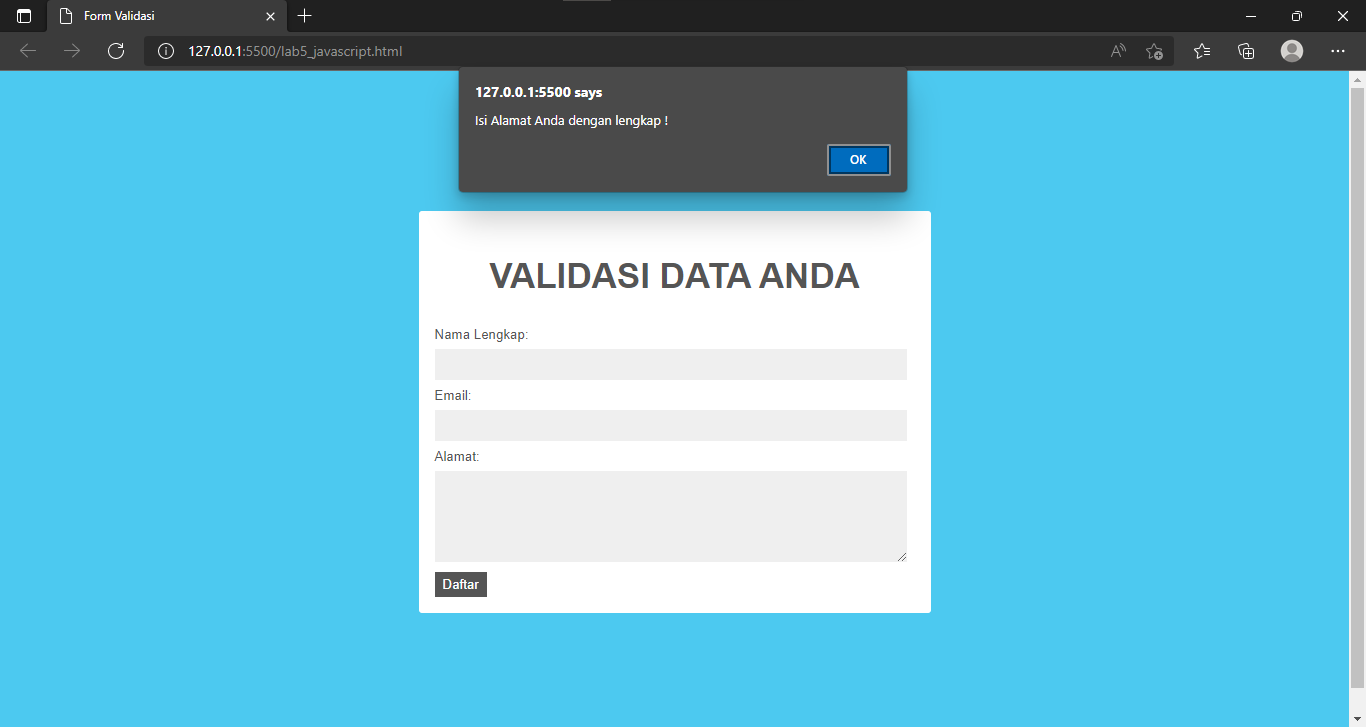 Form Validasi
127.0.0.1:5500/lab5_javascript.html
127.0.0.1:5500 says
Isi Alamat Anda dengan lengkap !
OK
VALIDASI DATA ANDA
Nama Lengkap:
Email:
Alamat:
Daftar